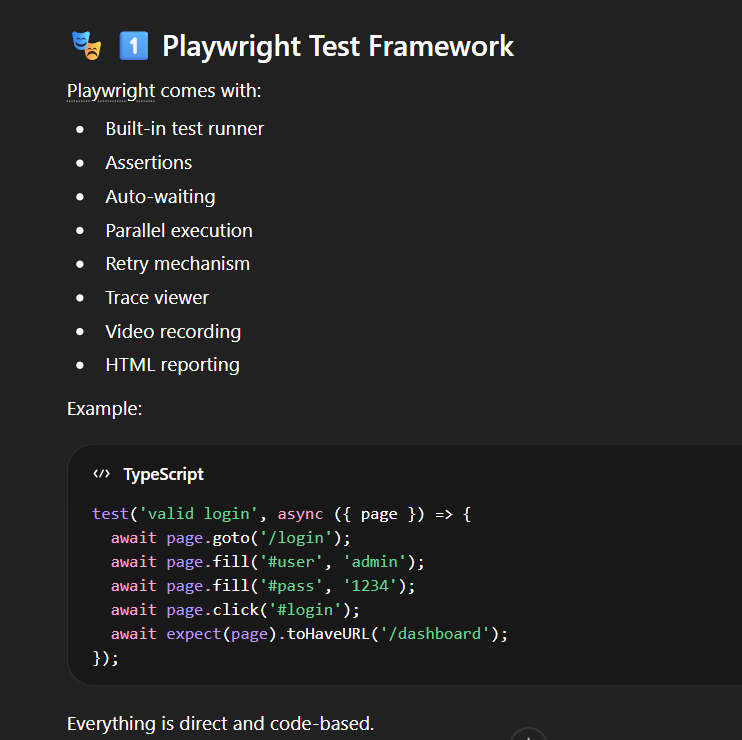 🎭 1️⃣ Playwright Test Framework
Playwright comes with:
• Built-in test runner
• Assertions
• Auto-waiting
• Parallel execution
• Retry mechanism
• Trace viewer
• Video recording
• HTML reporting
Example:
</> TypeScript
test('valid login', async ({ page }) => {
  await page.goto('/login');
  await page.fill('#user', 'admin');
  await page.fill('#pass', '1234');
  await page.click('#login');
  await expect(page).toHaveURL('/dashboard');
});
Everything is direct and code-based.